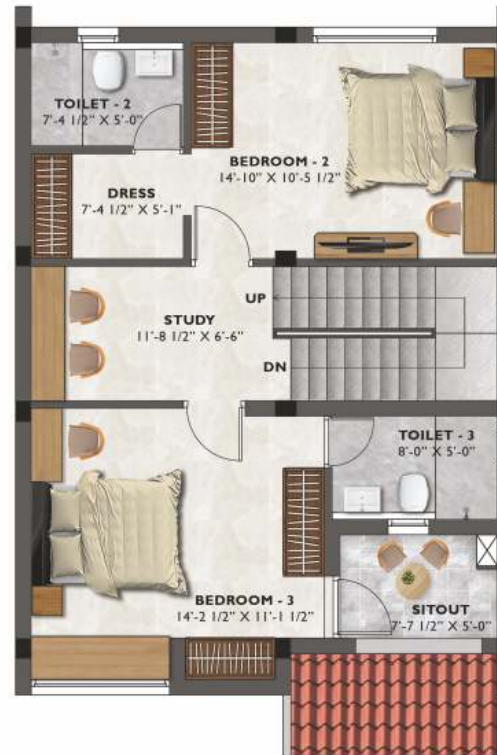 TOILET - 2
7'-4 1/2" X 5'-0"
BEDROOM - 2
14'-10" X 10'-5 1/2"
DRESS
7'-4 1/2" X 5'-1"
UP
STUDY
11'-8 1/2" X 6'-6"
DN
TOILET - 3
8'-0" X 5'-0"
BEDROOM - 3
14'-2 1/2" X 11'-1 1/2"
SITOUT
7'-7 1/2" X 5'-0"